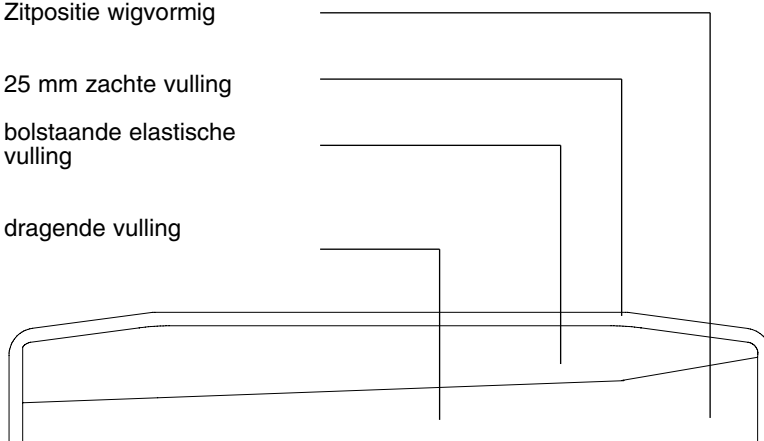 Zitpositie wigvormig
25 mm zachte vulling
bolstaande elastische
vulling
dragende vulling